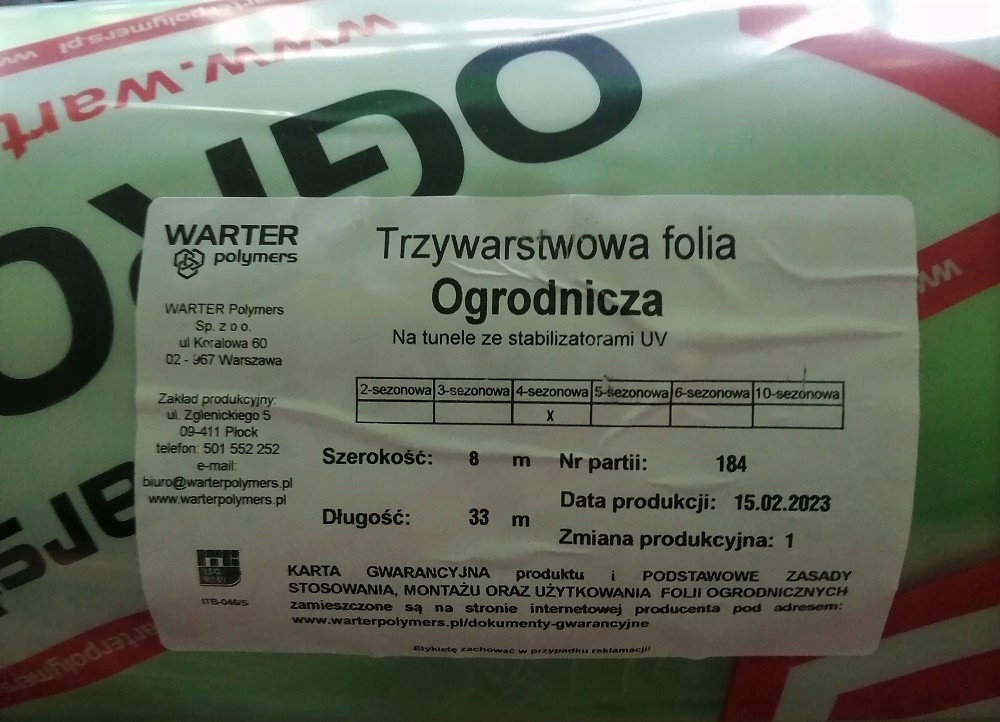 www.wart
OGRO
WARTER
polymers
Trzywarstwowa folia
Ogrodnicza
Na tunele ze stabilizatorami UV
WARTER Polymers
Sp. z o o.
ul Koralowa 60
02 - 967 Warszawa
2-sezonowa 3-sezonowa 4-sezonowa 5-sezonowa 6-sezonowa 10-sezonowa
X
Zakład produkcyjny:
ul. Zglenickiego 5
09-411 Płock
telefon: 501 552 252
e-mail:
biuro@warterpolymers.pl
www.warterpolymers.pl
Szerokość: 8 m
Długość: 33 m
Nr partii: 184
Data produkcji: 15.02.2023
Zmiana produkcyjna: 1
ITB-046/S
KARTA GWARANCYJNA produktu i PODSTAWOWE ZASADY
STOSOWANIA, MONTAŻU ORAZ UŻYTKOWANIA FOLII OGRODNICZYCH
zamieszczone są na stronie internetowej producenta pod adresem:
www.warterpolymers.pl/dokumenty-gwarancyjne
Etykietę zachować w przypadku reklamacji!